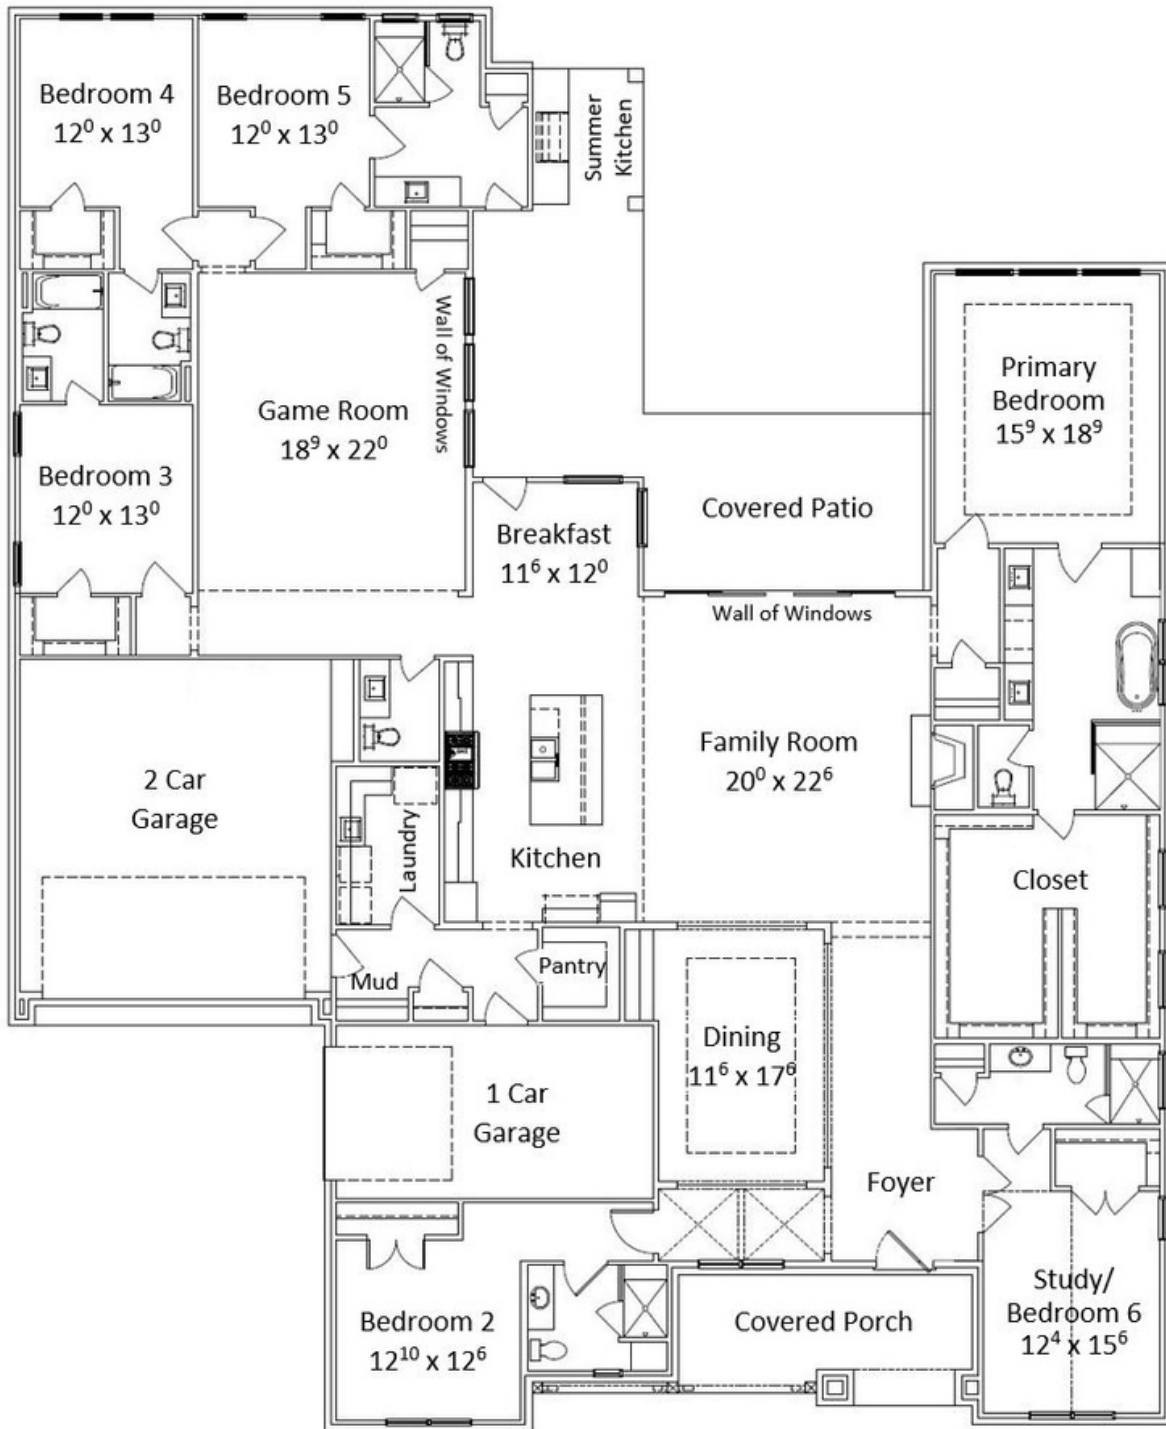 Bedroom 4
12⁰ x 13⁰
Bedroom 5
12⁰ x 13⁰
Summer
Kitchen
Wall of Windows
Game Room
18⁹ x 22⁰
Primary
Bedroom
15⁹ x 18⁹
Bedroom 3
12⁰ x 13⁰
Breakfast
11⁶ x 12⁰
Covered Patio
Wall of Windows
Family Room
20⁰ x 22⁶
2 Car
Garage
Laundry
Kitchen
Closet
Mud
Pantry
Dining
11⁶ x 17⁶
1 Car
Garage
Foyer
Bedroom 2
12¹⁰ x 12⁶
Covered Porch
Study/
Bedroom 6
12⁴ x 15⁶